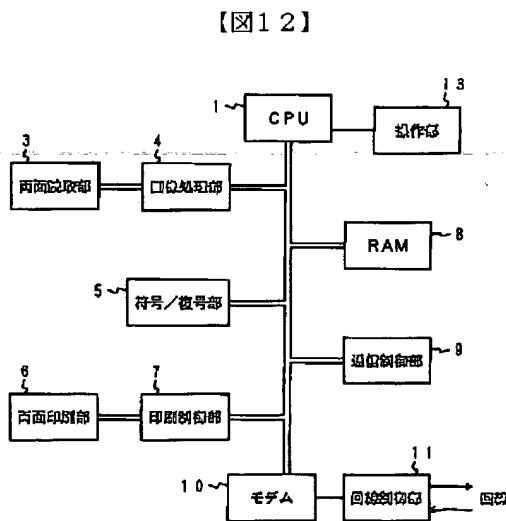 【図12】
13
1
CPU
操作部
3
4
両面読取部
画像処理部
RAM
8
5
符号/復号部
通信制御部
9
6
7
両面印刷部
印刷制御部
10
モデム
11
回線制御部
回線